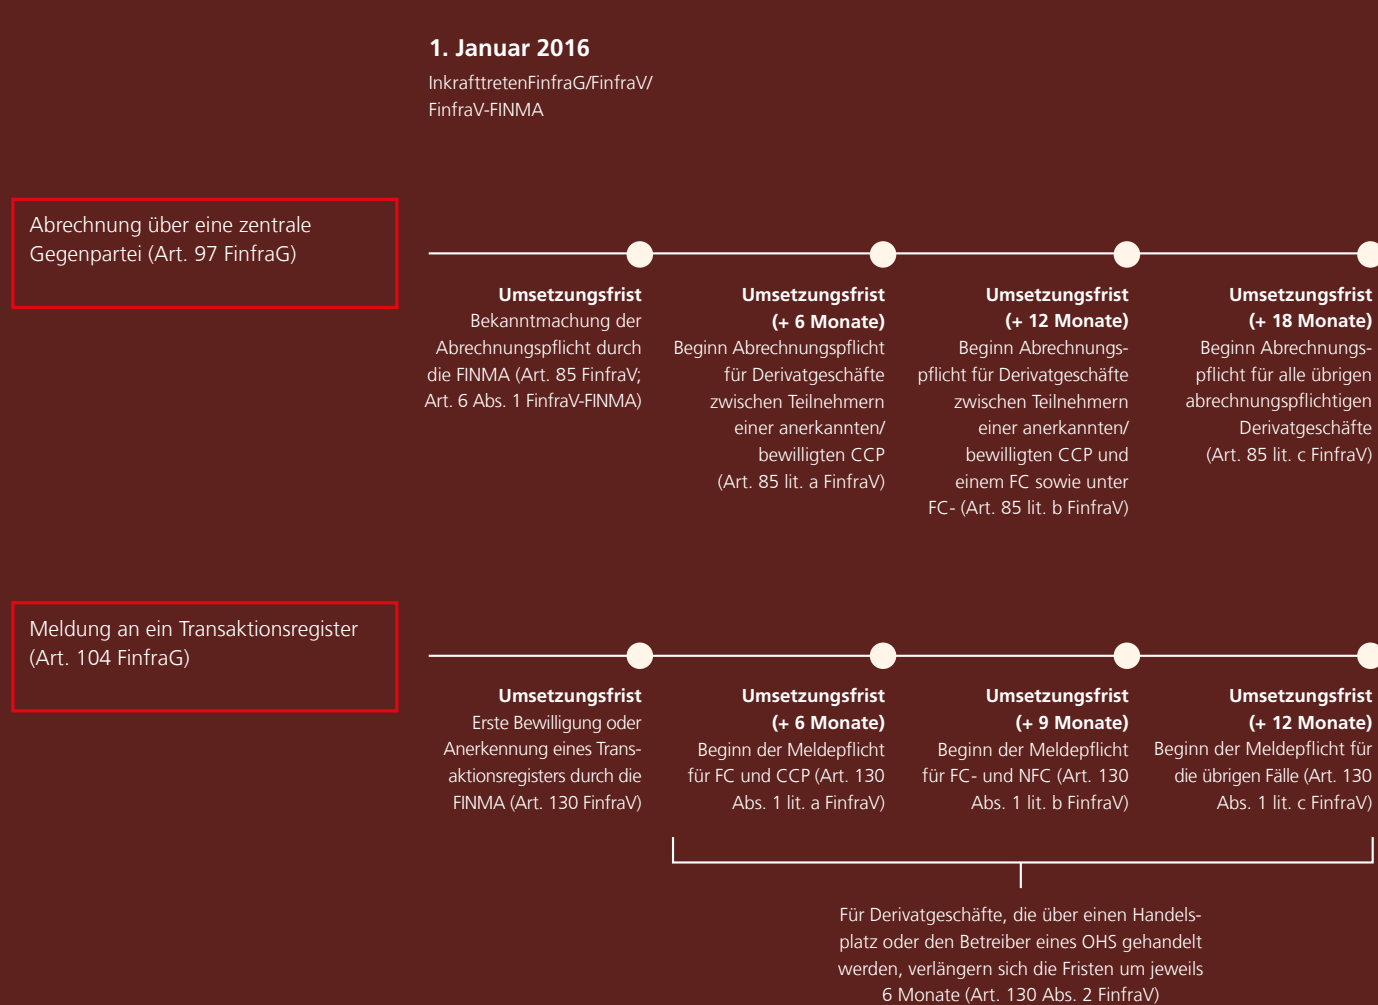 1. Januar 2016
InkrafttretenFinfraG/FinfraV/
FinfraV-FINMA
Abrechnung über eine zentrale
Gegenpartei (Art. 97 FinfraG)
Umsetzungsfrist
Bekanntmachung der
Abrechnungspflicht durch
die FINMA (Art. 85 FinfraV;
Art. 6 Abs. 1 FinfraV-FINMA)
Umsetzungsfrist
(+ 6 Monate)
Beginn Abrechnungspflicht
für Derivatgeschäfte
zwischen Teilnehmern
einer anerkannten/
bewilligten CCP
(Art. 85 lit. a FinfraV)
Umsetzungsfrist
(+ 12 Monate)
Beginn Abrechnungs-
pflicht für Derivatgeschäfte
zwischen Teilnehmern
einer anerkannten/
bewilligten CCP und
einem FC sowie unter
FC- (Art. 85 lit. b FinfraV)
Umsetzungsfrist
(+ 18 Monate)
Beginn Abrechnungs-
pflicht für alle übrigen
abrechnungspflichtigen
Derivatgeschäfte
(Art. 85 lit. c FinfraV)
Meldung an ein Transaktionsregister
(Art. 104 FinfraG)
Umsetzungsfrist
Erste Bewilligung oder
Anerkennung eines Trans-
aktionsregisters durch die
FINMA (Art. 130 FinfraV)
Umsetzungsfrist
(+ 6 Monate)
Beginn der Meldepflicht
für FC und CCP (Art. 130
Abs. 1 lit. a FinfraV)
Umsetzungsfrist
(+ 9 Monate)
Beginn der Meldepflicht
für FC- und NFC (Art. 130
Abs. 1 lit. b FinfraV)
Umsetzungsfrist
(+ 12 Monate)
Beginn der Meldepflicht für
die übrigen Fälle (Art. 130
Abs. 1 lit. c FinfraV)
Für Derivatgeschäfte, die über einen Handels-
platz oder den Betreiber eines OHS gehandelt
werden, verlängern sich die Fristen um jeweils
6 Monate (Art. 130 Abs. 2 FinfraV)